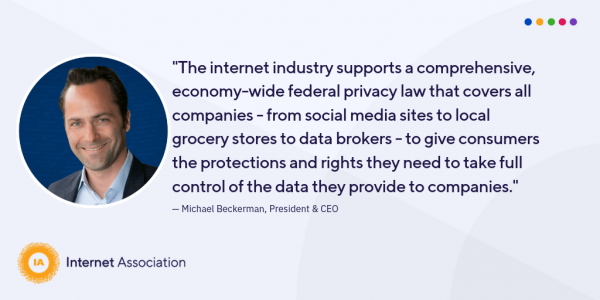 "The internet industry supports a comprehensive,
economy-wide federal privacy law that covers all
companies - from social media sites to local
grocery stores to data brokers - to give consumers
the protections and rights they need to take full
control of the data they provide to companies."
— Michael Beckerman, President & CEO
IA
Internet Association